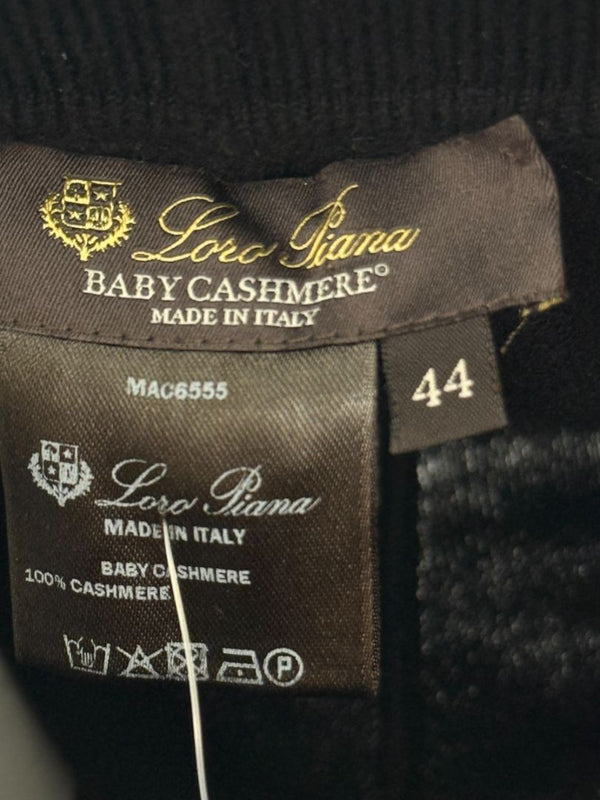 Loro Piana
BABY CASHMERE®
MADE IN ITALY
44
MAC6555
Loro Piana
MADE IN ITALY
BABY CASHMERE
100% CASHMERE
P